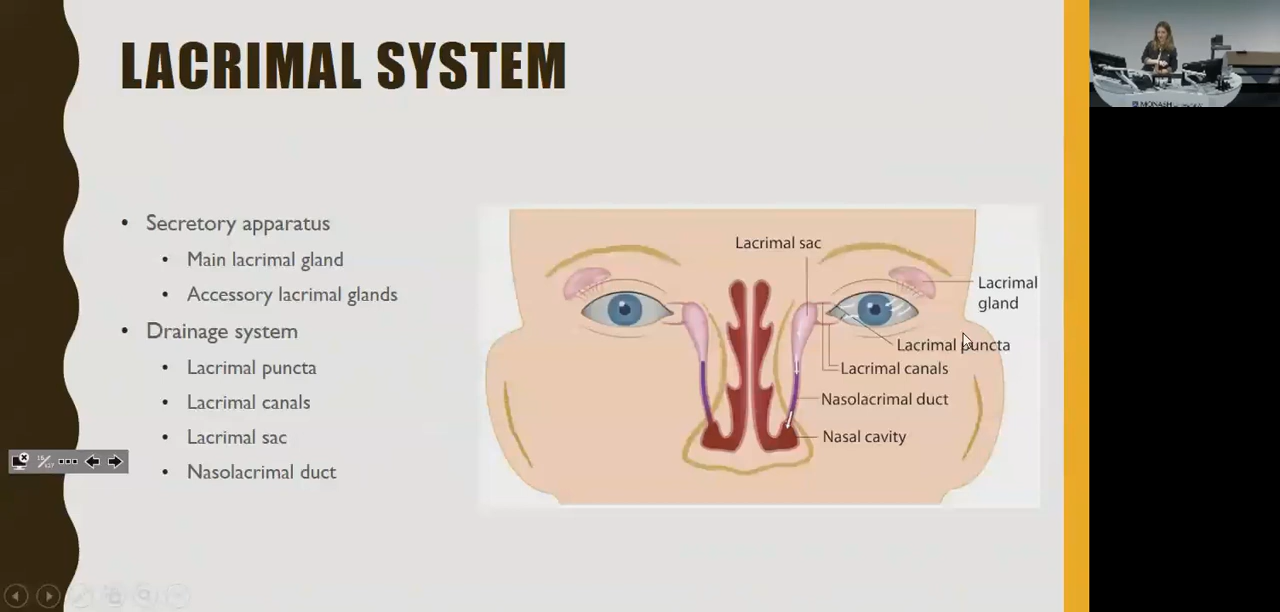 LACRIMAL SYSTEM
• Secretory apparatus
• Main lacrimal gland
• Accessory lacrimal glands
• Drainage system
• Lacrimal puncta
• Lacrimal canals
• Lacrimal sac
• Nasolacrimal duct
Lacrimal sac
Lacrimal
gland
Lacrimal puncta
Lacrimal canals
Nasolacrimal duct
Nasal cavity
MONASH